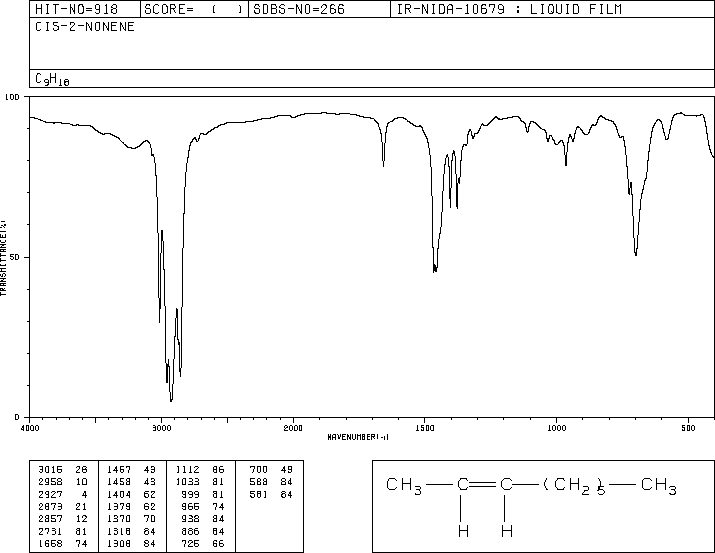 HIT-NO=918 SCORE= ( ) SDBS-NO=266 IR-NIDA-10679 : LIQUID FILM
CIS-2-NONENE
C9H18
100
50
0
TRANSMITTANCE(%)
4000 3000 2000 1500 1000 500
WAVENUMBER(-1)
3015 28 1467 43 1112 86 700 49
2958 10 1458 43 1033 81 588 84
2927 4 1404 62 999 81 581 84
2873 21 1379 62 966 74
2857 12 1370 70 938 84
2731 81 1318 84 886 84
1658 74 1308 84 725 66
CH3 C C (CH2)5 CH3
H H